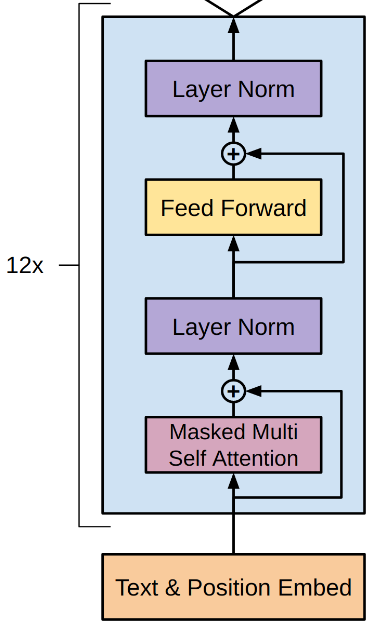 Layer Norm
+
Feed Forward
12x
Layer Norm
+
Masked Multi
Self Attention
Text & Position Embed